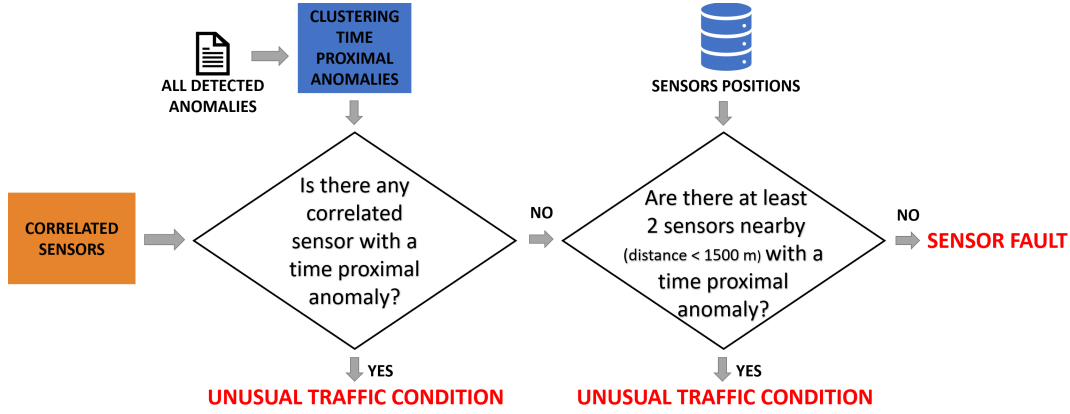 CLUSTERING
TIME
PROXIMAL
ANOMALIES
ALL DETECTED
ANOMALIES
SENSORS POSITIONS
CORRELATED
SENSORS
Is there any
correlated
sensor with a
time proximal
anomaly?
NO
Are there at least
2 sensors nearby
(distance < 1500 m) with a
time proximal
anomaly?
NO
SENSOR FAULT
YES
UNUSUAL TRAFFIC CONDITION
YES
UNUSUAL TRAFFIC CONDITION